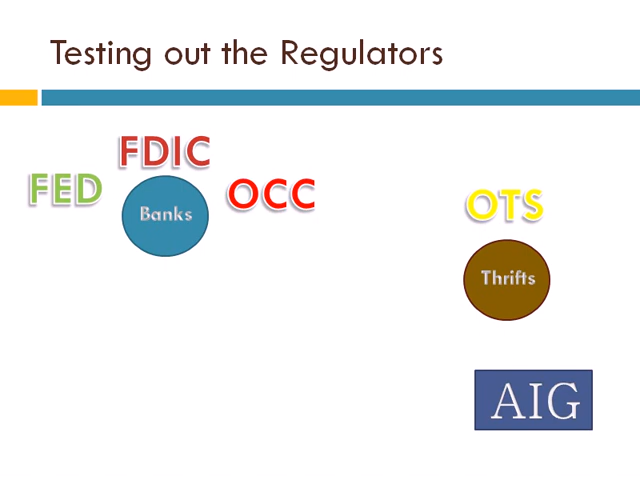 Testing out the Regulators
FDIC
FED
OCC
Banks
OTS
Thrifts
AIG